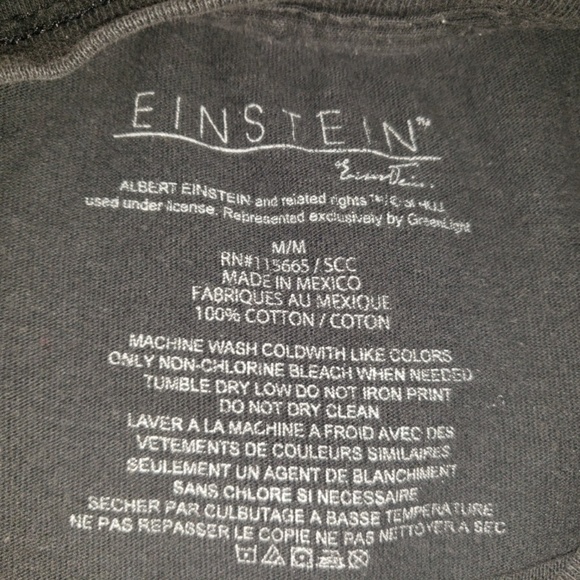 EINSTEIN™
Einstein.
ALBERT EINSTEIN and related rights ™/© of HUJ,
used under license. Represented exclusively by GreenLight
M/M
RN#115665 / SCC
MADE IN MEXICO
FABRIQUES AU MEXIQUE
100% COTTON / COTON
MACHINE WASH COLDWITH LIKE COLORS
ONLY NON-CHLORINE BLEACH WHEN NEEDED
TUMBLE DRY LOW DO NOT IRON PRINT
DO NOT DRY CLEAN
LAVER A LA MACHINE A FROID AVEC DES
VETEMENTS DE COULEURS SIMILAIRES
SEULEMENT UN AGENT DE BLANCHIMENT
SANS CHLORE SI NECESSAIRE
SECHER PAR CULBUTAGE A BASSE TEMPERATURE
NE PAS REPASSER LE COPIE NE PAS NETTOYER A SEC